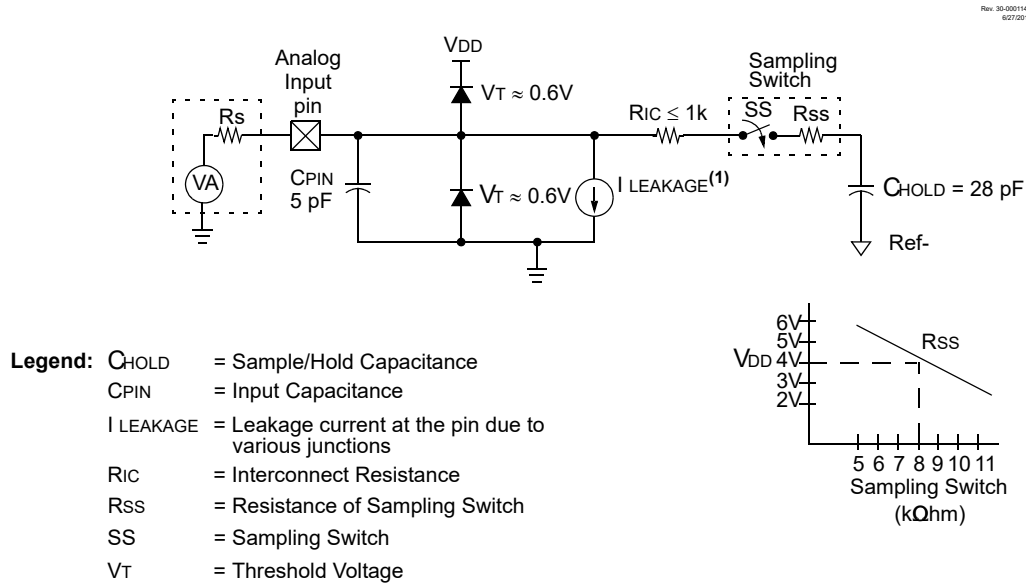 Rev. 30-000114
6/27/201
Analog
Input
pin
VDD
VT ≈ 0.6V
Sampling
Switch
Rs
RIC ≤ 1k
SS
Rss
VA
CPIN
5 pF
VT ≈ 0.6V
I LEAKAGE(1)
CHOLD = 28 pF
Ref-
Legend: CHOLD = Sample/Hold Capacitance
CPIN = Input Capacitance
I LEAKAGE = Leakage current at the pin due to
various junctions
RIC = Interconnect Resistance
RSS = Resistance of Sampling Switch
SS = Sampling Switch
VT = Threshold Voltage
6V
5V
VDD 4V
3V
2V
RSS
5 6 7 8 9 10 11
Sampling Switch
(kΩhm)